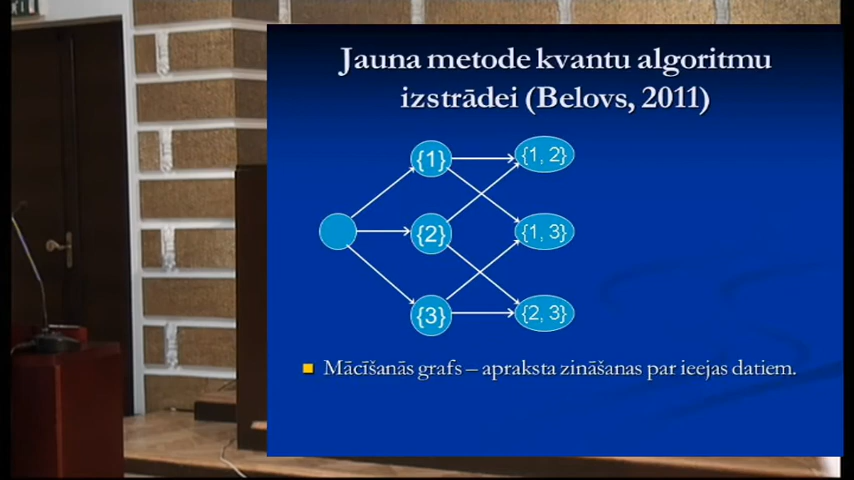 Jauna metode kvantu algoritmu
izstrādei (Belovs, 2011)
{1}
{1, 2}
{2}
{1, 3}
{3}
{2, 3}
Mācīšanās grafs – apraksta zināšanas par ieejas datiem.